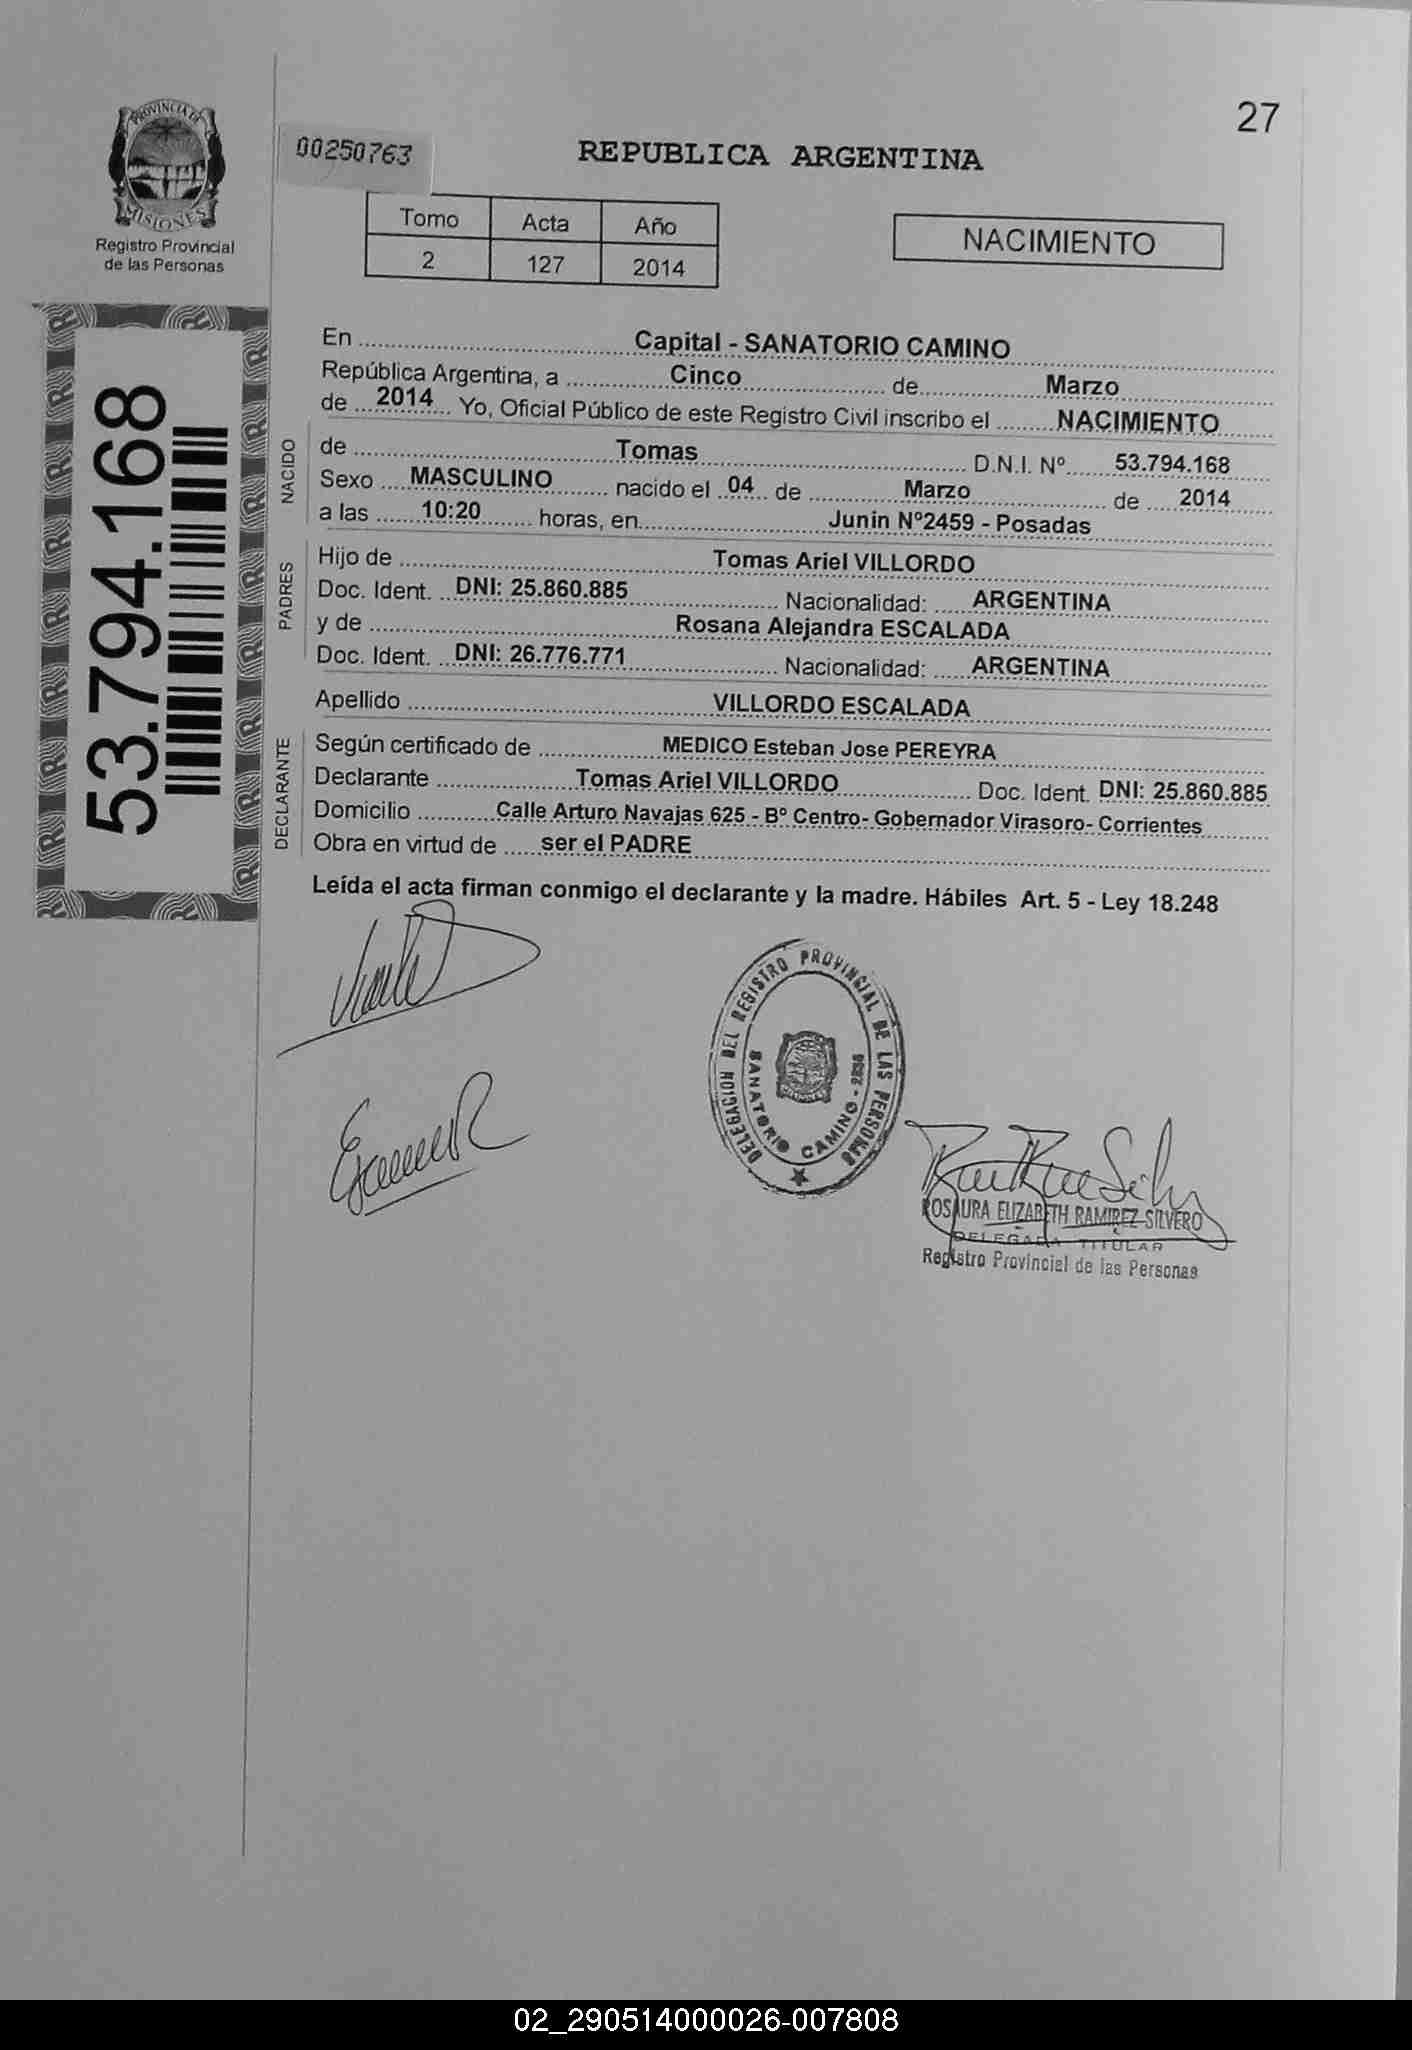 27
PROVINCIA DE
MISIONES
Registro Provincial
de las Personas
00250763
REPUBLICA ARGENTINA
Tomo Acta Año
2 127 2014
NACIMIENTO
53.794.168
En Capital - SANATORIO CAMINO
República Argentina, a Cinco de Marzo
de 2014 Yo, Oficial Público de este Registro Civil inscribo el NACIMIENTO
NACIDO
de Tomas D.N.I. Nº 53.794.168
Sexo MASCULINO nacido el 04 de Marzo de 2014
a las 10:20 horas, en Junin Nº2459 - Posadas
PADRES
Hijo de Tomas Ariel VILLORDO
Doc. Ident. DNI: 25.860.885 Nacionalidad: ARGENTINA
y de Rosana Alejandra ESCALADA
Doc. Ident. DNI: 26.776.771 Nacionalidad: ARGENTINA
Apellido VILLORDO ESCALADA
DECLARANTE
Según certificado de MEDICO Esteban Jose PEREYRA
Declarante Tomas Ariel VILLORDO Doc. Ident. DNI: 25.860.885
Domicilio Calle Arturo Navajas 625 - Bº Centro- Gobernador Virasoro- Corrientes
Obra en virtud de ser el PADRE
Leída el acta firman conmigo el declarante y la madre. Hábiles Art. 5 - Ley 18.248
DELEGACION DEL REGISTRO PROVINCIAL DE LAS PERSONAS
SANATORIO CAMINO
ROSAURA ELIZABETH RAMIREZ SILVERO
DELEGADA TITULAR
Registro Provincial de las Personas
02_290514000026-007808